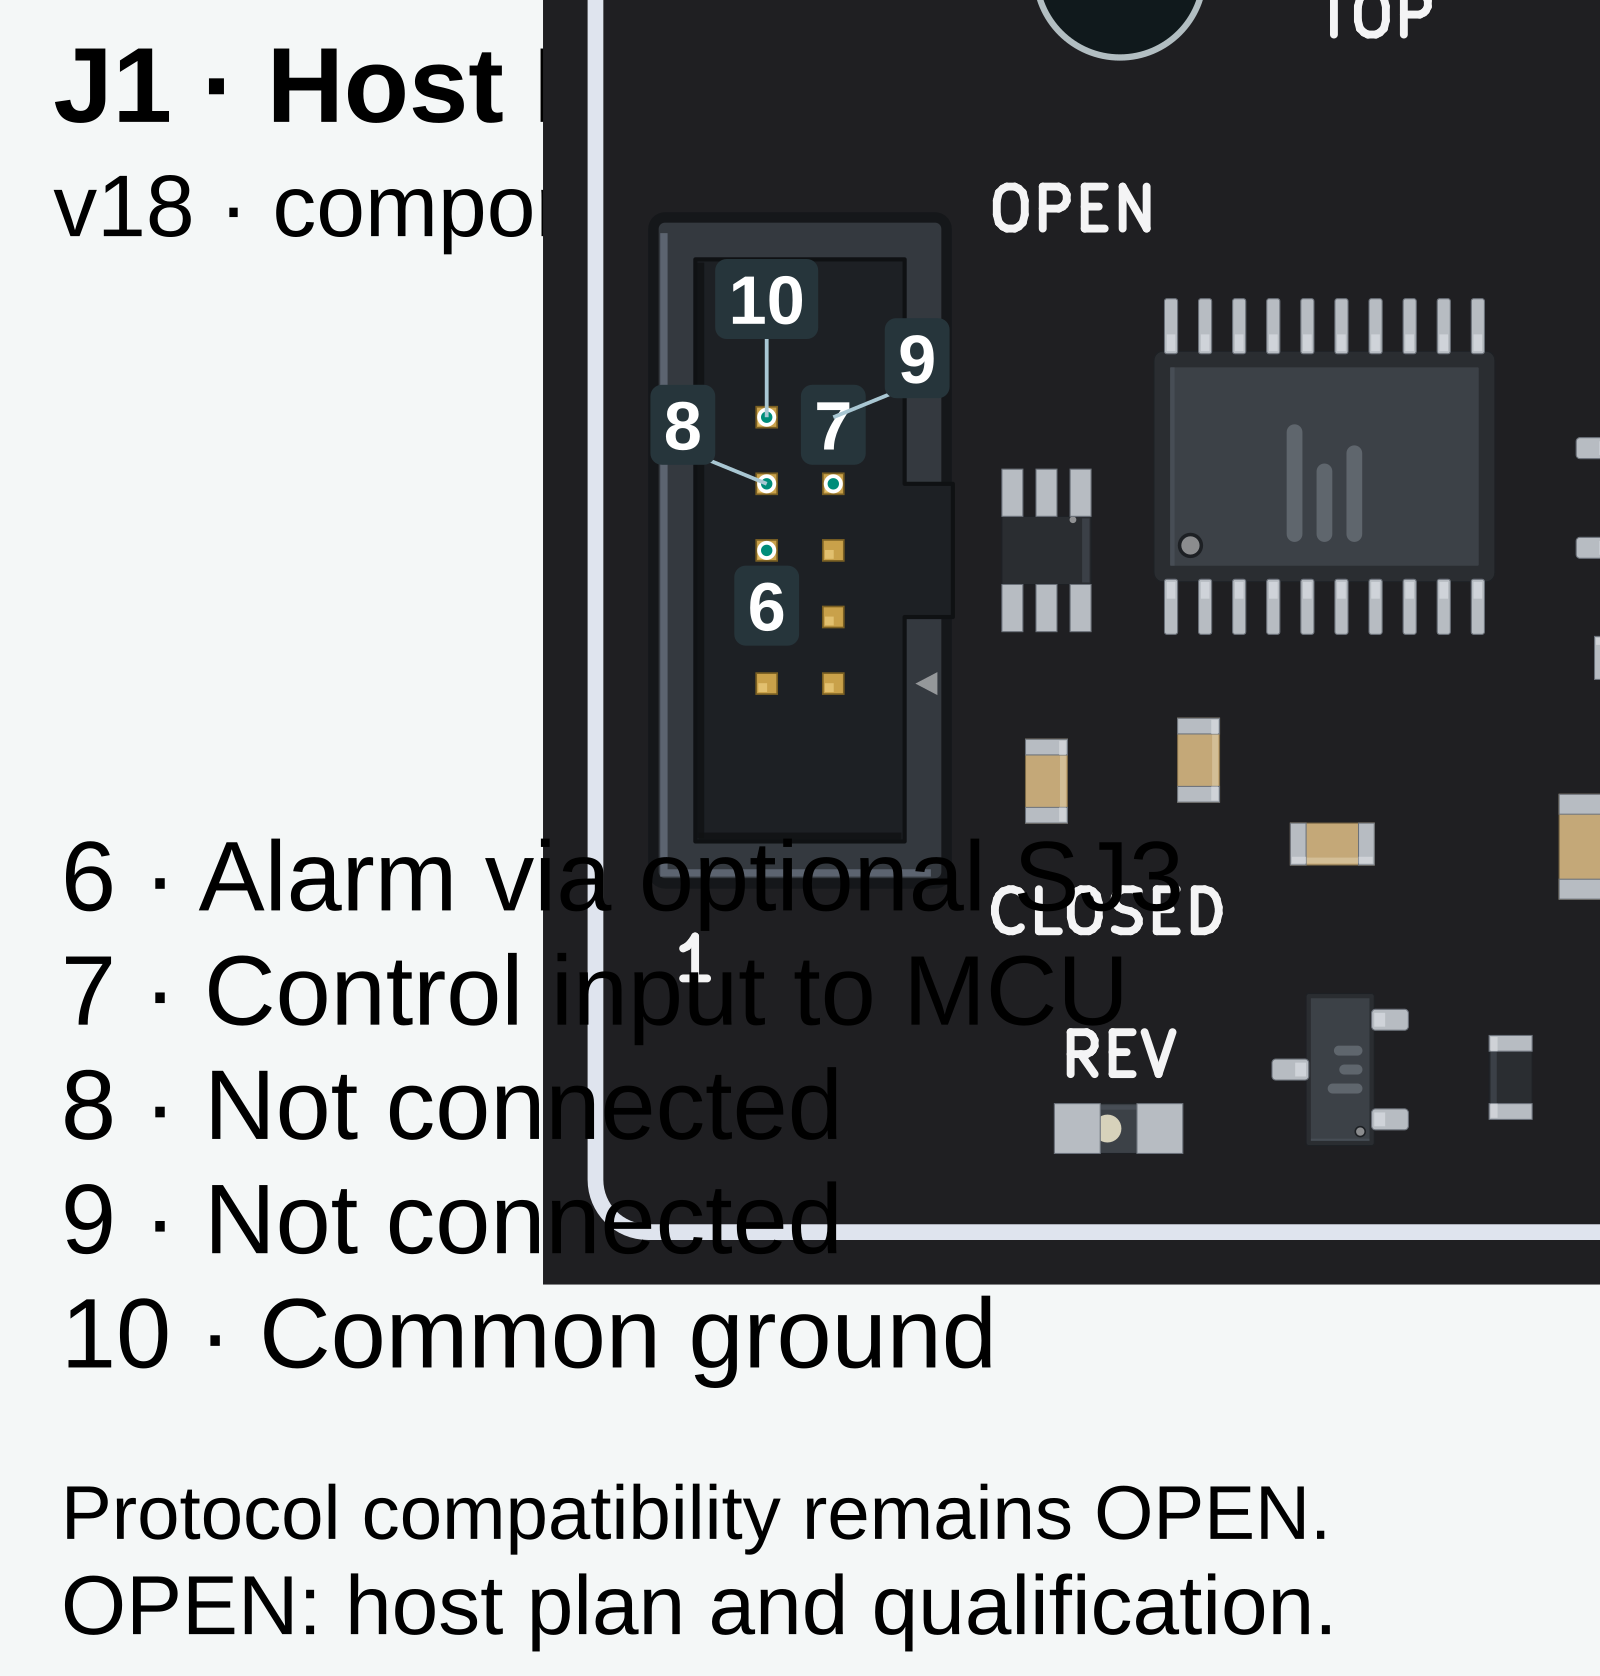 TOP
J1 · Host
v18 ·
OPEN
10
9
8
7
6
6 · Alarm via optional SJ3
CLOSED
1
7 · Control input to MCU
REV
8 · Not connected
9 · Not connected
10 · Common ground
Protocol compatibility remains OPEN.
OPEN: host plan and qualification.